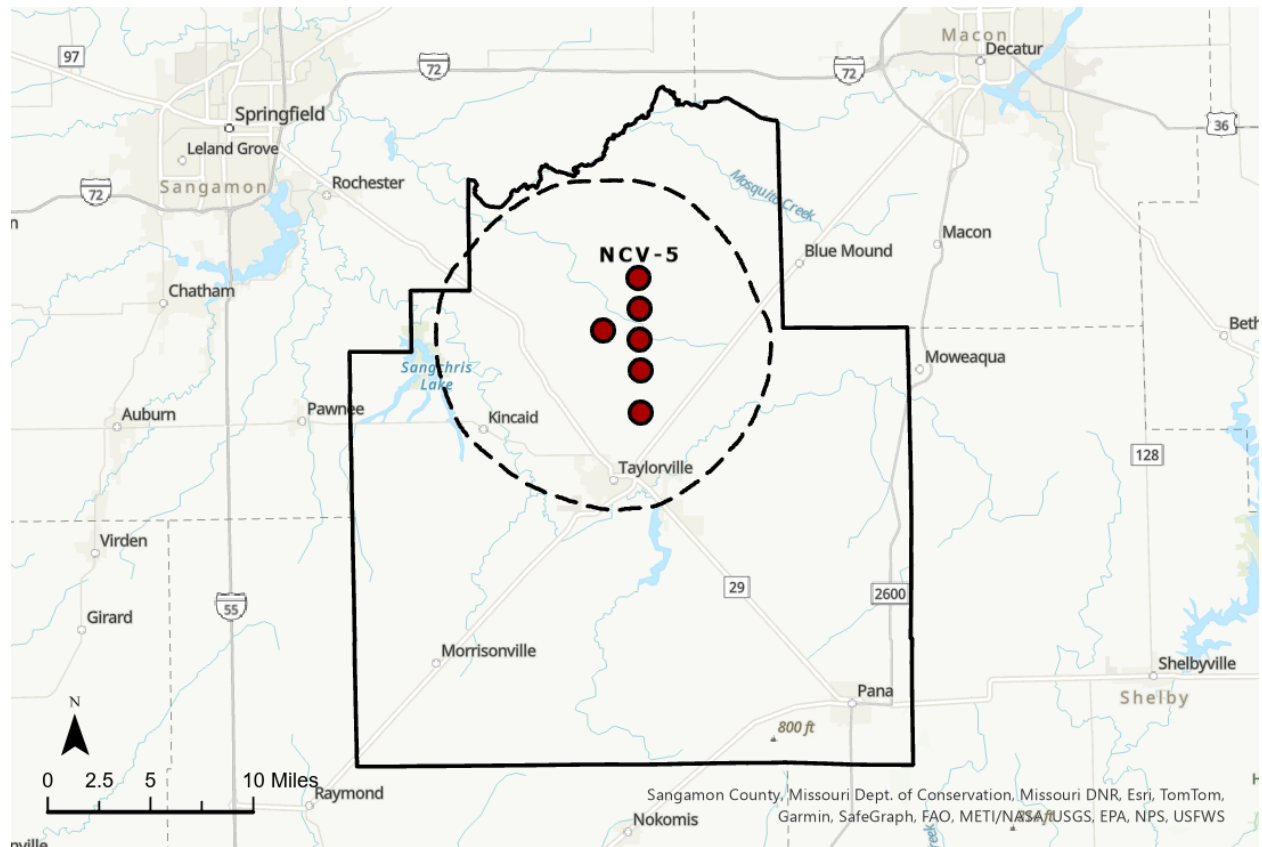 Macon
97
72
72
Decatur
Springfield
36
Leland Grove
Sangamon
Rochester
72
Mosquito Creek
n
Macon
NCV-5
Blue Mound
Chatham
Beth
Moweaqua
Sangchris
Lake
Auburn
Pawnee
Kincaid
128
Taylorville
Virden
29
2600
55
Girard
Morrisonville
Shelbyville
Pana
Shelby
N
800 ft
0 2.5 5 10 Miles
Raymond
Sangamon County, Missouri Dept. of Conservation, Missouri DNR, Esri, TomTom,
Garmin, SafeGraph, FAO, METI/NASA, USGS, EPA, NPS, USFWS
Nokomis
ville